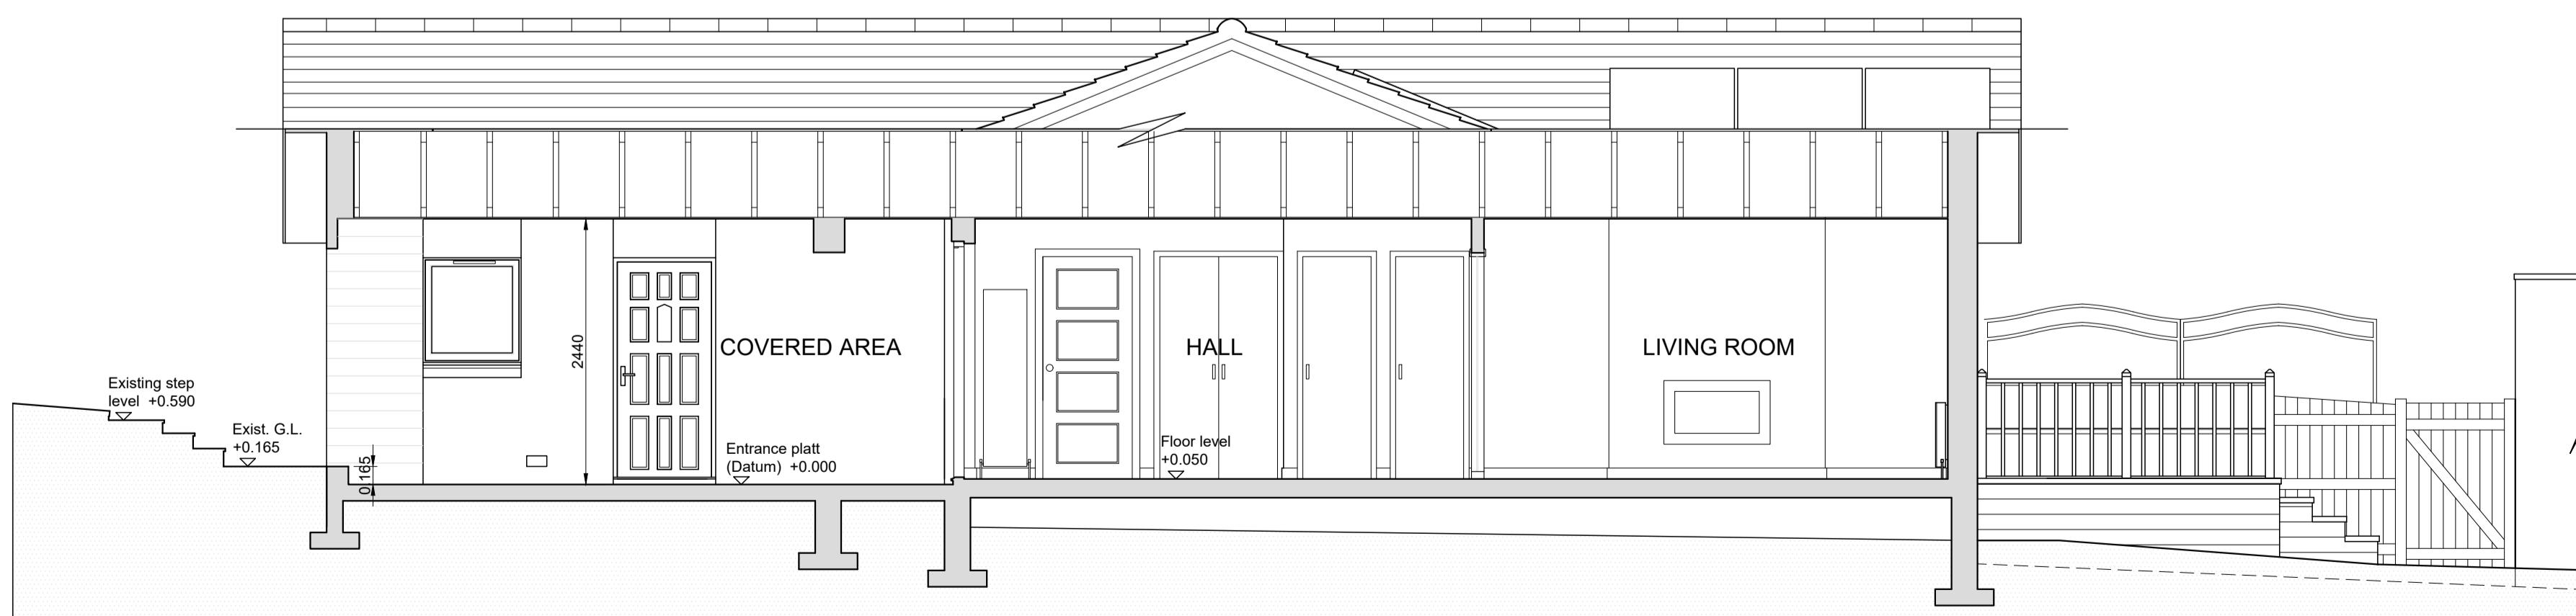 COVERED AREA
HALL
LIVING ROOM
2440
Existing step
level +0.590
Exist. G.L.
+0.165
0.165
Entrance platt
(Datum) +0.000
Floor level
+0.050